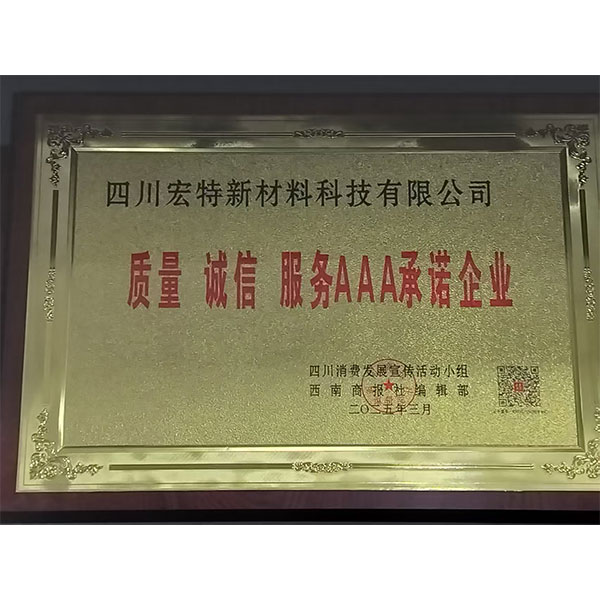 四川宏特新材料科技有限公司
质量 诚信 服务AAA承诺企业
四川消费发展宣传活动小组
西南商报社编辑部
二〇二五年三月